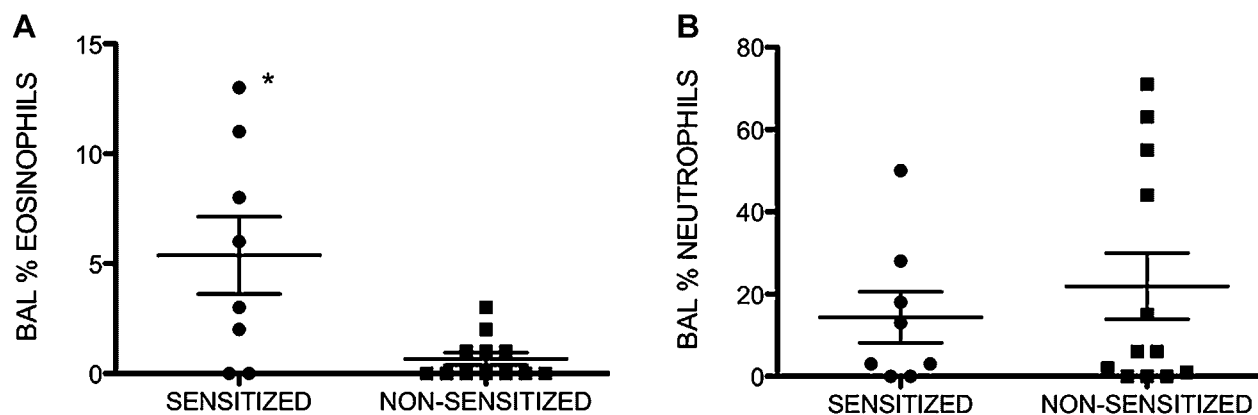 A
BAL % EOSINOPHILS
15
10
5
0
*
SENSITIZED NON-SENSITIZED
B
BAL % NEUTROPHILS
80
60
40
20
0
SENSITIZED NON-SENSITIZED